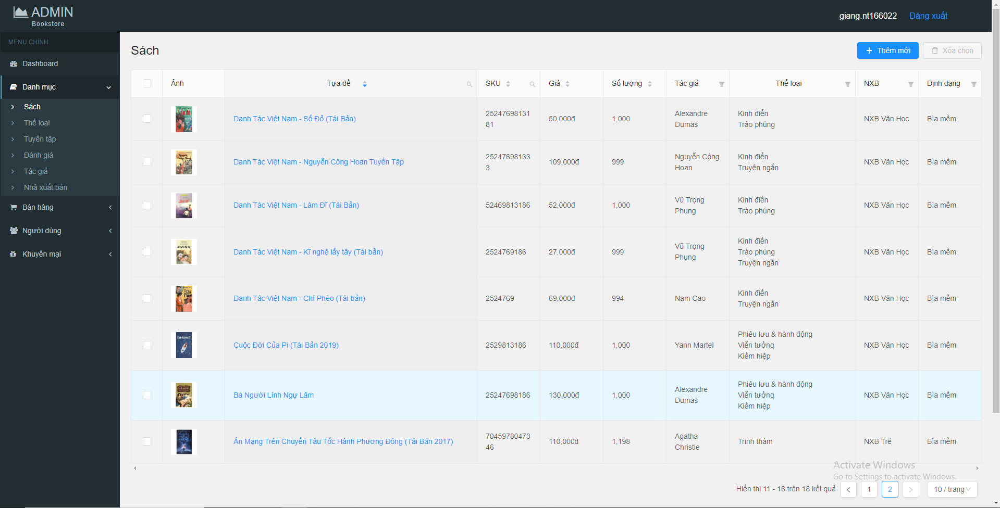 ADMIN
Bookstore
giang.nt166022 Đăng xuất
MENU CHÍNH
Dashboard
Danh mục
Sách
Thể loại
Tuyển tập
Đánh giá
Tác giả
Nhà xuất bản
Bán hàng
Người dùng
Khuyến mại
Sách
Thêm mới Xóa chọn
Ảnh Tựa đề SKU Giá Số lượng Tác giả Thể loại NXB Định dạng
Danh Tác Việt Nam - Số Đỏ (Tái Bản)
25247698131
81
50,000đ
1,000
Alexandre
Dumas
Kinh điển
Trào phúng
NXB Văn Học
Bìa mềm
Danh Tác Việt Nam - Nguyễn Công Hoan Tuyển Tập
25247698133
3
109,000đ
999
Nguyễn Công
Hoan
Kinh điển
Truyện ngắn
NXB Văn Học
Bìa mềm
Danh Tác Việt Nam - Làm Đĩ (Tái Bản)
52469813186
52,000đ
1,000
Vũ Trọng
Phụng
Kinh điển
Trào phúng
NXB Văn Học
Bìa mềm
Danh Tác Việt Nam - Kĩ nghệ lấy tây (Tái bản)
2524769186
27,000đ
999
Vũ Trọng
Phụng
Kinh điển
Trào phúng
Truyện ngắn
NXB Văn Học
Bìa mềm
Danh Tác Việt Nam - Chí Phèo (Tái bản)
2524769
69,000đ
994
Nam Cao
Kinh điển
Truyện ngắn
NXB Văn Học
Bìa mềm
Cuộc Đời Của Pi (Tái Bản 2019)
2529813186
110,000đ
1,000
Yann Martel
Phiêu lưu & hành động
Viễn tưởng
Kiếm hiệp
NXB Văn Học
Bìa mềm
Ba Người Lính Ngự Lâm
25247698186
130,000đ
1,000
Alexandre
Dumas
Phiêu lưu & hành động
Viễn tưởng
Kiếm hiệp
NXB Văn Học
Bìa mềm
Án Mạng Trên Chuyến Tàu Tốc Hành Phương Đông (Tái Bản 2017)
70459780473
46
110,000đ
1,198
Agatha
Christie
Trinh thám
NXB Trẻ
Bìa mềm
Activate Windows
Go to Settings to activate Windows.
Hiển thị 11 - 18 trên 18 kết quả < 1 2 > 10 / trang